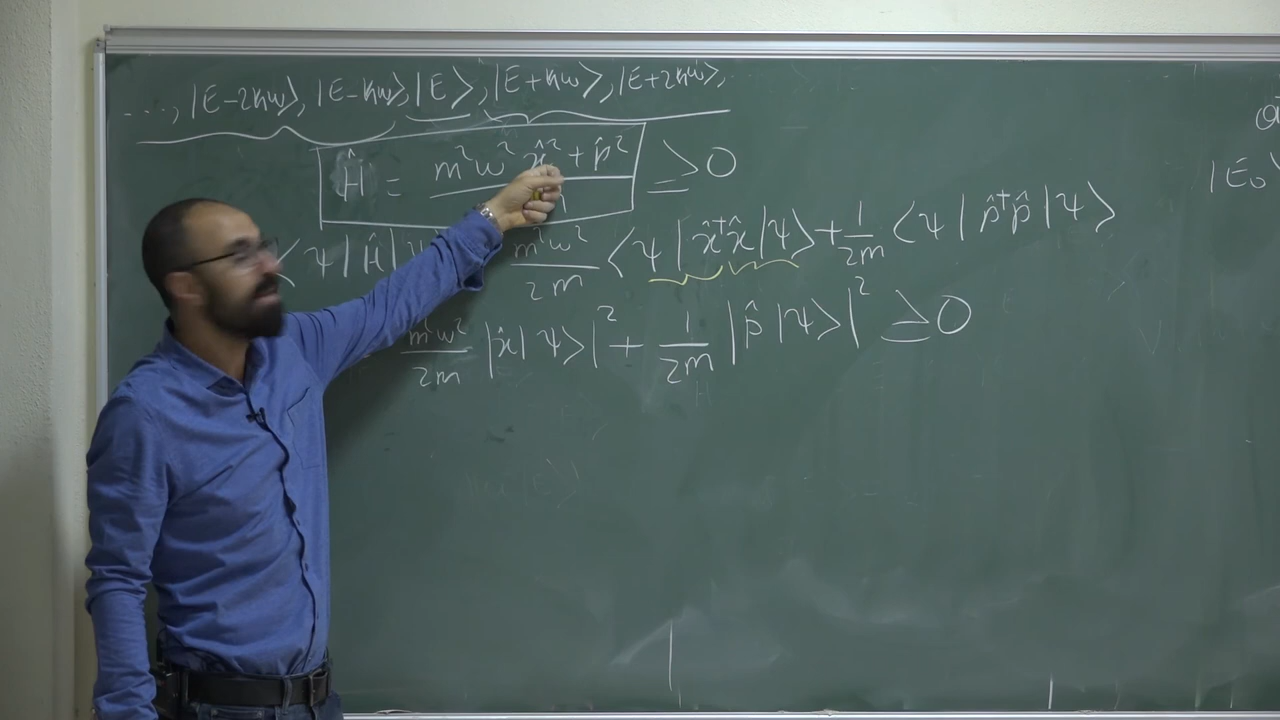 ..., |E-2ħω⟩, |E-ħω⟩, |E⟩, |E+ħω⟩, |E+2ħω⟩,
Ĥ = m²ω² x̂² + p̂² ≥ 0
⟨ψ|Ĥ| m²ω²/2m ⟨ψ|x̂†x̂|ψ⟩ + 1/2m ⟨ψ|p̂†p̂|ψ⟩
m²ω²/2m |x̂|ψ⟩|² + 1/2m |p̂|ψ⟩|² ≥ 0
|E₀